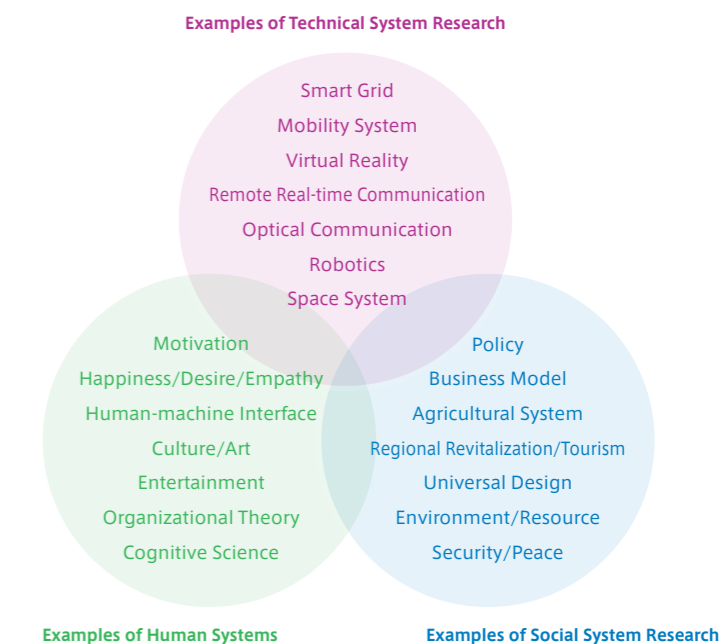 Examples of Technical System Research
Smart Grid
Mobility System
Virtual Reality
Remote Real-time Communication
Optical Communication
Robotics
Space System
Motivation
Happiness/Desire/Empathy
Human-machine Interface
Culture/Art
Entertainment
Organizational Theory
Cognitive Science
Policy
Business Model
Agricultural System
Regional Revitalization/Tourism
Universal Design
Environment/Resource
Security/Peace
Examples of Human Systems
Examples of Social System Research